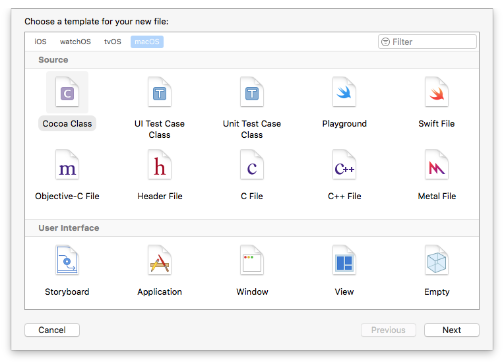 Choose a template for your new file:
iOS watchOS tvOS macOS Filter
Source
C T T
Cocoa Class UI Test Case Class Unit Test Case Class Playground Swift File
m h c C++
Objective-C File Header File C File C++ File Metal File
User Interface
Storyboard Application Window View Empty
Cancel Previous Next